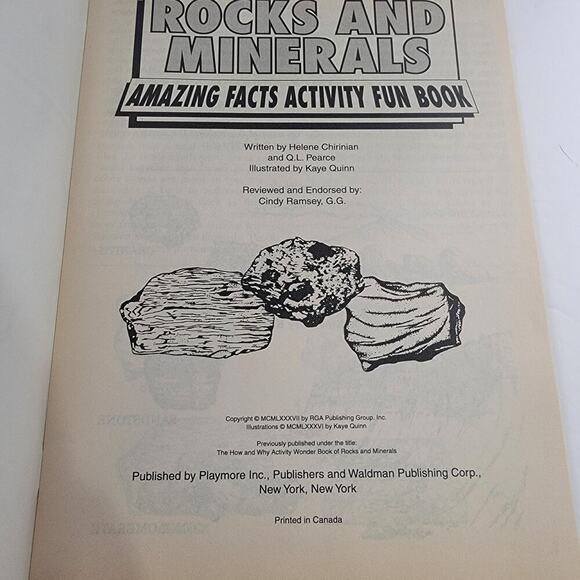 ROCKS AND
MINERALS
AMAZING FACTS ACTIVITY FUN BOOK
Written by Helene Chirinian
and Q.L. Pearce
Illustrated by Kaye Quinn
Reviewed and Endorsed by:
Cindy Ramsey, G.G.
Copyright © MCMLXXXVII by RGA Publishing Group. Inc.
Illustrations © MCMLXXXVI by Kaye Quinn
Previously published under the title:
The How and Why Activity Wonder Book of Rocks and Minerals
Published by Playmore Inc., Publishers and Waldman Publishing Corp.,
New York, New York
Printed in Canada